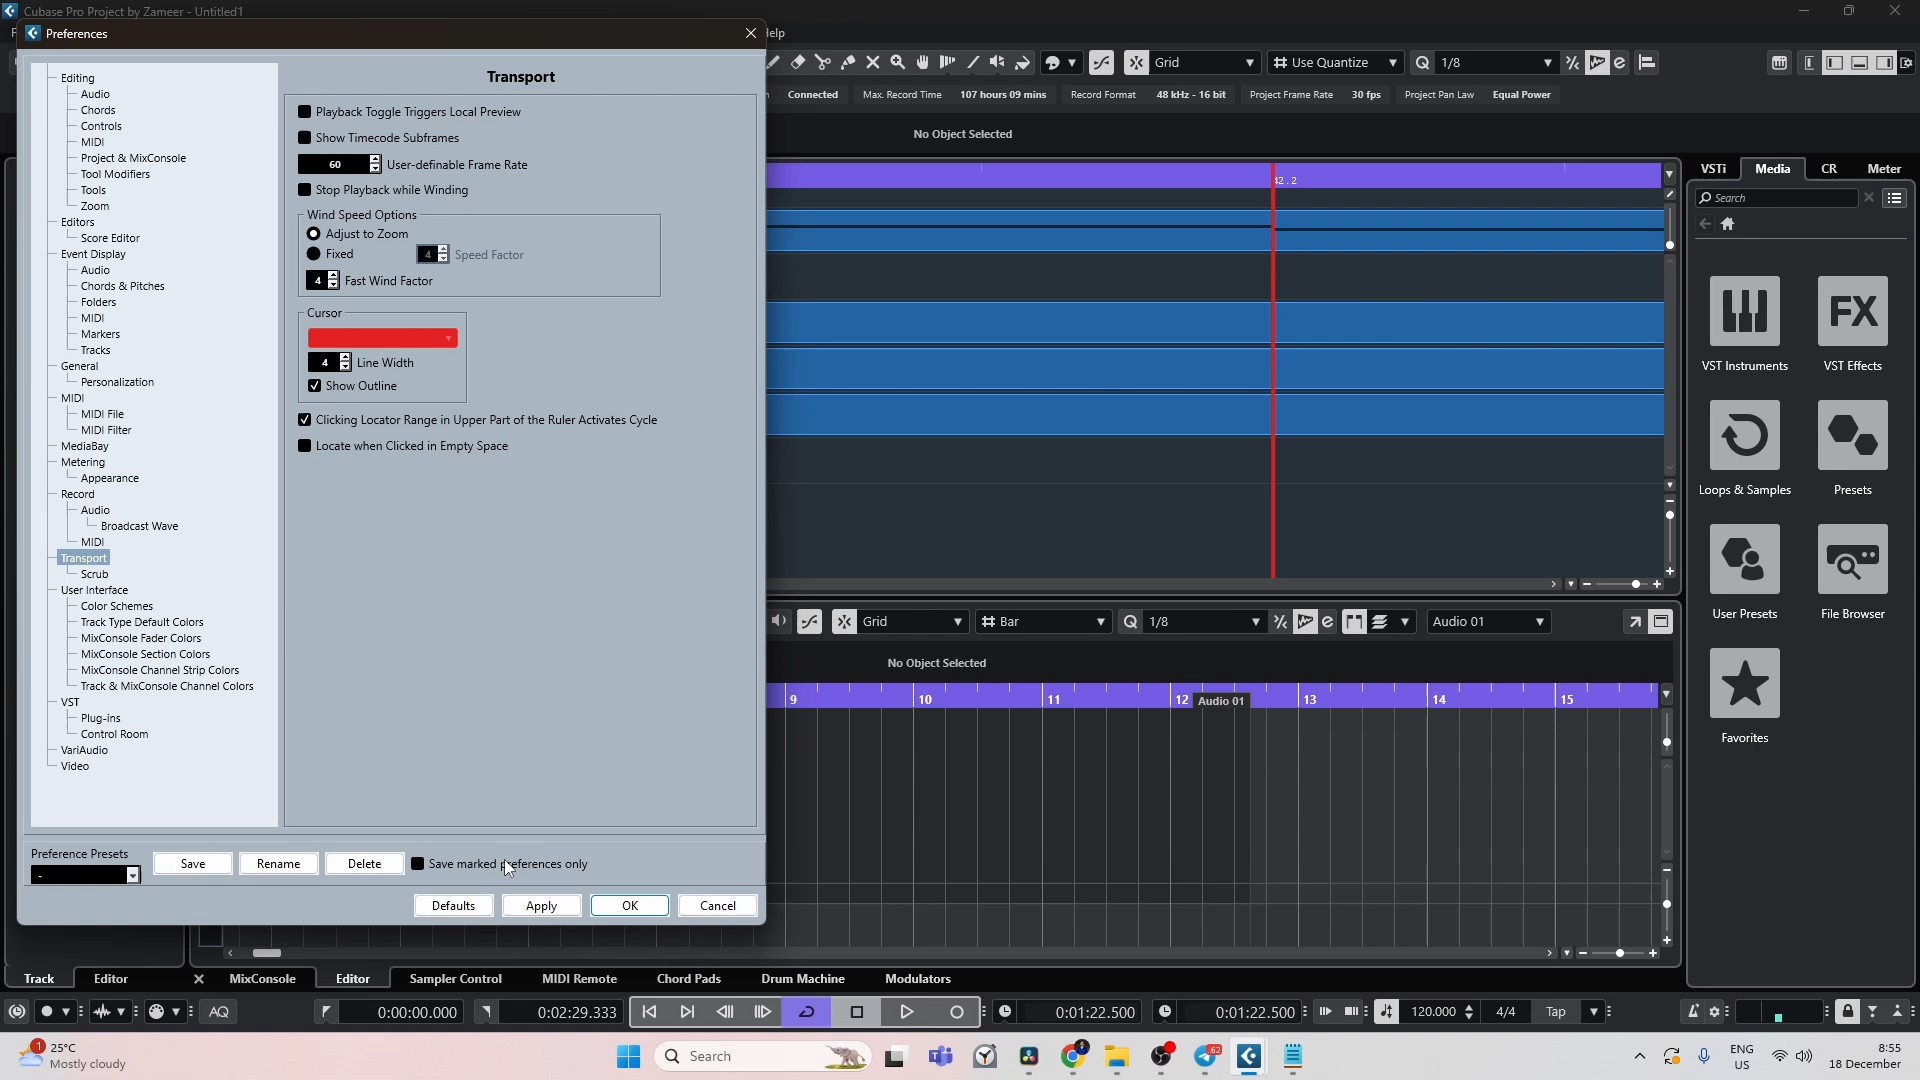 Cubase Pro Project by Zameer - Untitled1
Preferences
Help
Editing
Audio
Chords
Controls
MIDI
Project & MixConsole
Tool Modifiers
Tools
Zoom
Editors
Score Editor
Event Display
Audio
Chords & Pitches
Folders
MIDI
Markers
Tracks
General
Personalization
MIDI
MIDI File
MIDI Filter
MediaBay
Metering
Appearance
Record
Audio
Broadcast Wave
MIDI
Transport
Scrub
User Interface
Color Schemes
Track Type Default Colors
MixConsole Fader Colors
MixConsole Section Colors
MixConsole Channel Strip Colors
Track & MixConsole Channel Colors
VST
Plug-ins
Control Room
VariAudio
Video
Transport
Playback Toggle Triggers Local Preview
Show Timecode Subframes
60 User-definable Frame Rate
Stop Playback while Winding
Wind Speed Options
Adjust to Zoom
Fixed 4 Speed Factor
4 Fast Wind Factor
Cursor
4 Line Width
Show Outline
Clicking Locator Range in Upper Part of the Ruler Activates Cycle
Locate when Clicked in Empty Space
Preference Presets
-
Save Rename Delete Save marked preferences only
Defaults Apply OK Cancel
Grid # Use Quantize Q 1/8 e
Connected Max. Record Time 107 hours 09 mins Record Format 48 kHz - 16 bit Project Frame Rate 30 fps Project Pan Law Equal Power
No Object Selected
42.2
Grid # Bar Q 1/8 e Audio 01
No Object Selected
9 10 11 12 13 14 15
Audio 01
VSTi Media CR Meter
Search
VST Instruments
FX
VST Effects
Loops & Samples
Presets
User Presets
File Browser
Favorites
Track Editor MixConsole Editor Sampler Control MIDI Remote Chord Pads Drum Machine Modulators
AQ 0:00:00.000 0:02:29.333 0:01:22.500 0:01:22.500 120.000 4/4 Tap
1
25°C
Mostly cloudy
Search
62
ENG
US
8:55
18 December